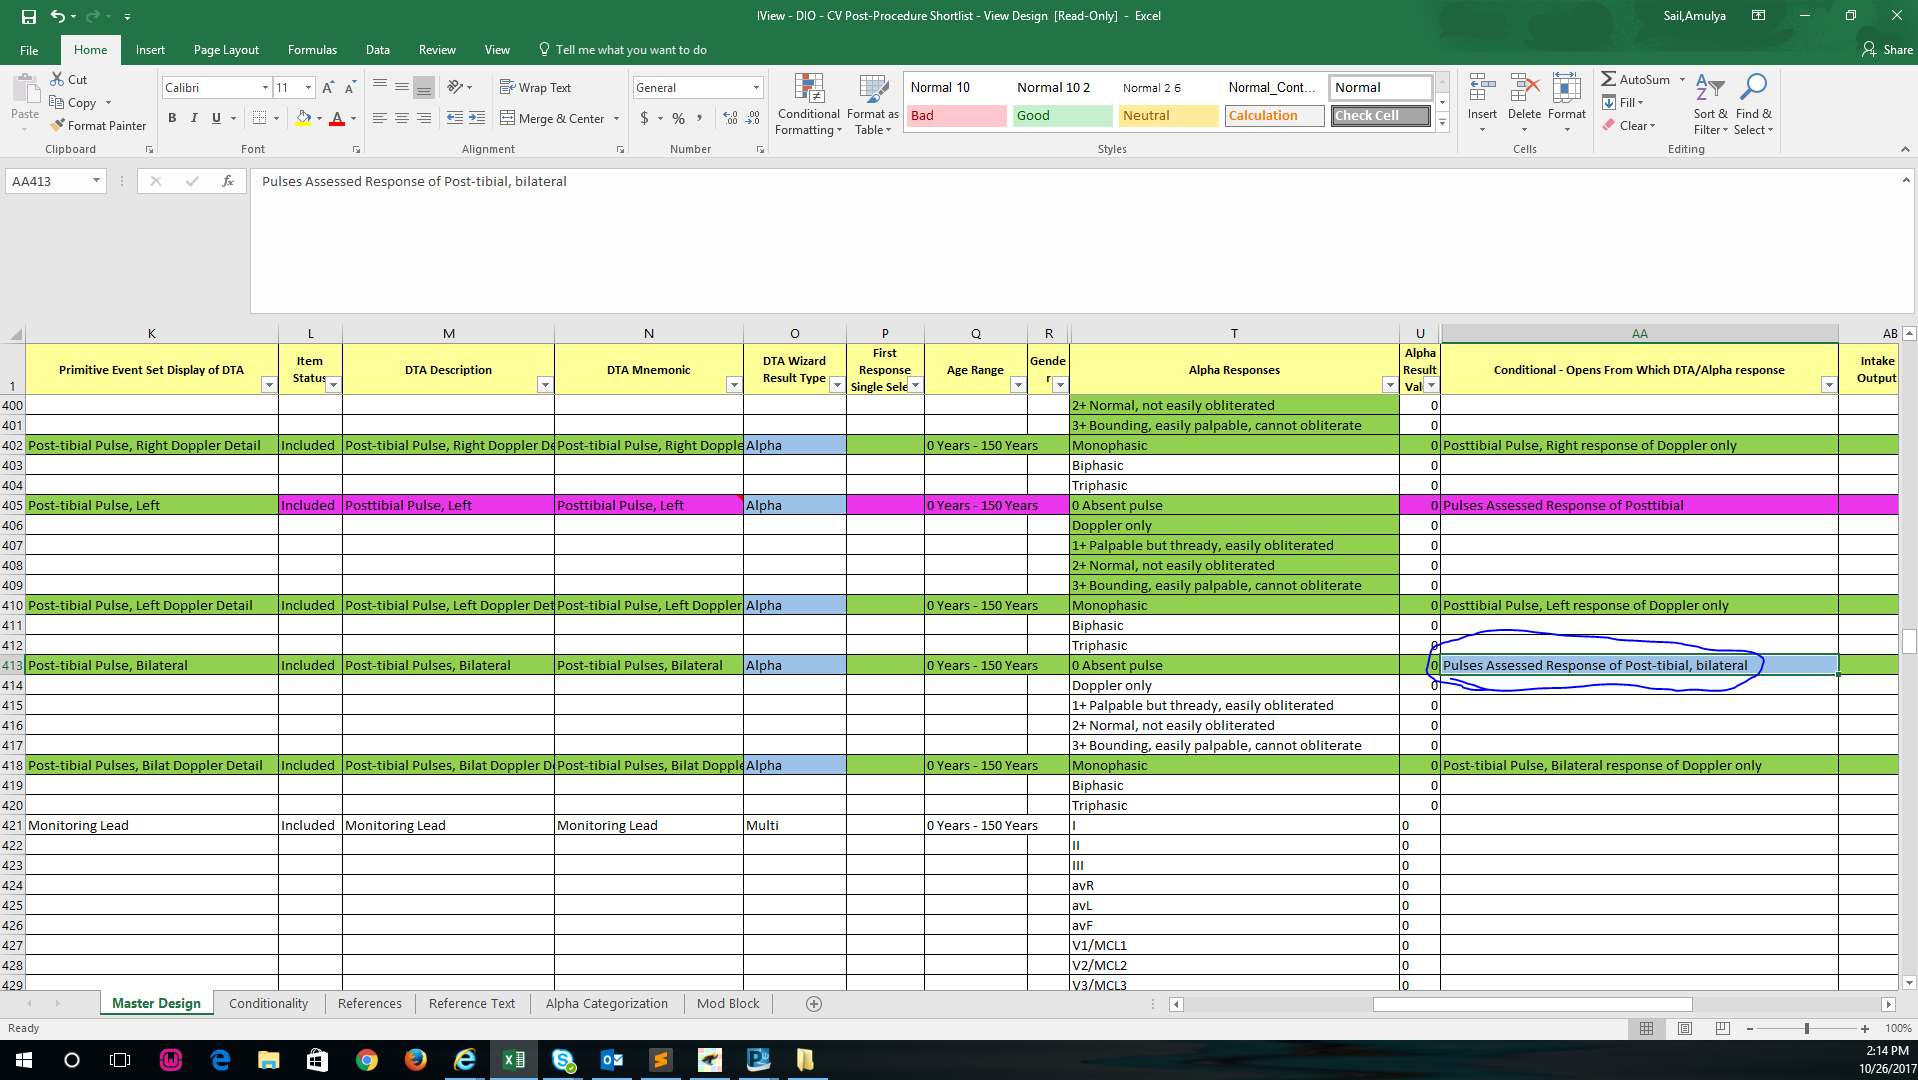 IView - DIO - CV Post-Procedure Shortlist - View Design [Read-Only] - Excel
Sail,Amulya
File Home Insert Page Layout Formulas Data Review View Tell me what you want to do Share
Paste Cut Copy Format Painter
Calibri 11 A A B I U A
Wrap Text Merge & Center
General $ % ,
Conditional Formatting Format as Table
Normal 10 Normal 10 2 Normal 2 6 Normal_Cont... Normal
Bad Good Neutral Calculation Check Cell
Insert Delete Format
AutoSum Fill Clear Sort & Filter Find & Select
Clipboard Font Alignment Number Styles Cells Editing
AA413 fx Pulses Assessed Response of Post-tibial, bilateral
K L M N O P Q R T U AA AB
1 Primitive Event Set Display of DTA Item Status DTA Description DTA Mnemonic DTA Wizard Result Type First Response Single Sele Age Range Gende r Alpha Responses Alpha Result Val Conditional - Opens From Which DTA/Alpha response Intake Output
400 2+ Normal, not easily obliterated 0
401 3+ Bounding, easily palpable, cannot obliterate 0
402 Post-tibial Pulse, Right Doppler Detail Included Post-tibial Pulse, Right Doppler De Post-tibial Pulse, Right Dopple Alpha 0 Years - 150 Years Monophasic 0 Posttibial Pulse, Right response of Doppler only
403 Biphasic 0
404 Triphasic 0
405 Post-tibial Pulse, Left Included Posttibial Pulse, Left Posttibial Pulse, Left Alpha 0 Years - 150 Years 0 Absent pulse 0 Pulses Assessed Response of Posttibial
406 Doppler only 0
407 1+ Palpable but thready, easily obliterated 0
408 2+ Normal, not easily obliterated 0
409 3+ Bounding, easily palpable, cannot obliterate 0
410 Post-tibial Pulse, Left Doppler Detail Included Post-tibial Pulse, Left Doppler Det Post-tibial Pulse, Left Doppler Alpha 0 Years - 150 Years Monophasic 0 Posttibial Pulse, Left response of Doppler only
411 Biphasic 0
412 Triphasic 0
413 Post-tibial Pulse, Bilateral Included Post-tibial Pulses, Bilateral Post-tibial Pulses, Bilateral Alpha 0 Years - 150 Years 0 Absent pulse 0 Pulses Assessed Response of Post-tibial, bilateral
414 Doppler only 0
415 1+ Palpable but thready, easily obliterated 0
416 2+ Normal, not easily obliterated 0
417 3+ Bounding, easily palpable, cannot obliterate 0
418 Post-tibial Pulses, Bilat Doppler Detail Included Post-tibial Pulses, Bilat Doppler D Post-tibial Pulses, Bilat Dopple Alpha 0 Years - 150 Years Monophasic 0 Post-tibial Pulse, Bilateral response of Doppler only
419 Biphasic 0
420 Triphasic 0
421 Monitoring Lead Included Monitoring Lead Monitoring Lead Multi 0 Years - 150 Years I 0
422 II 0
423 III 0
424 avR 0
425 avL 0
426 avF 0
427 V1/MCL1 0
428 V2/MCL2 0
429 V3/MCL3 0
Master Design Conditionality References Reference Text Alpha Categorization Mod Block
Ready 100%
2:14 PM
10/26/2017